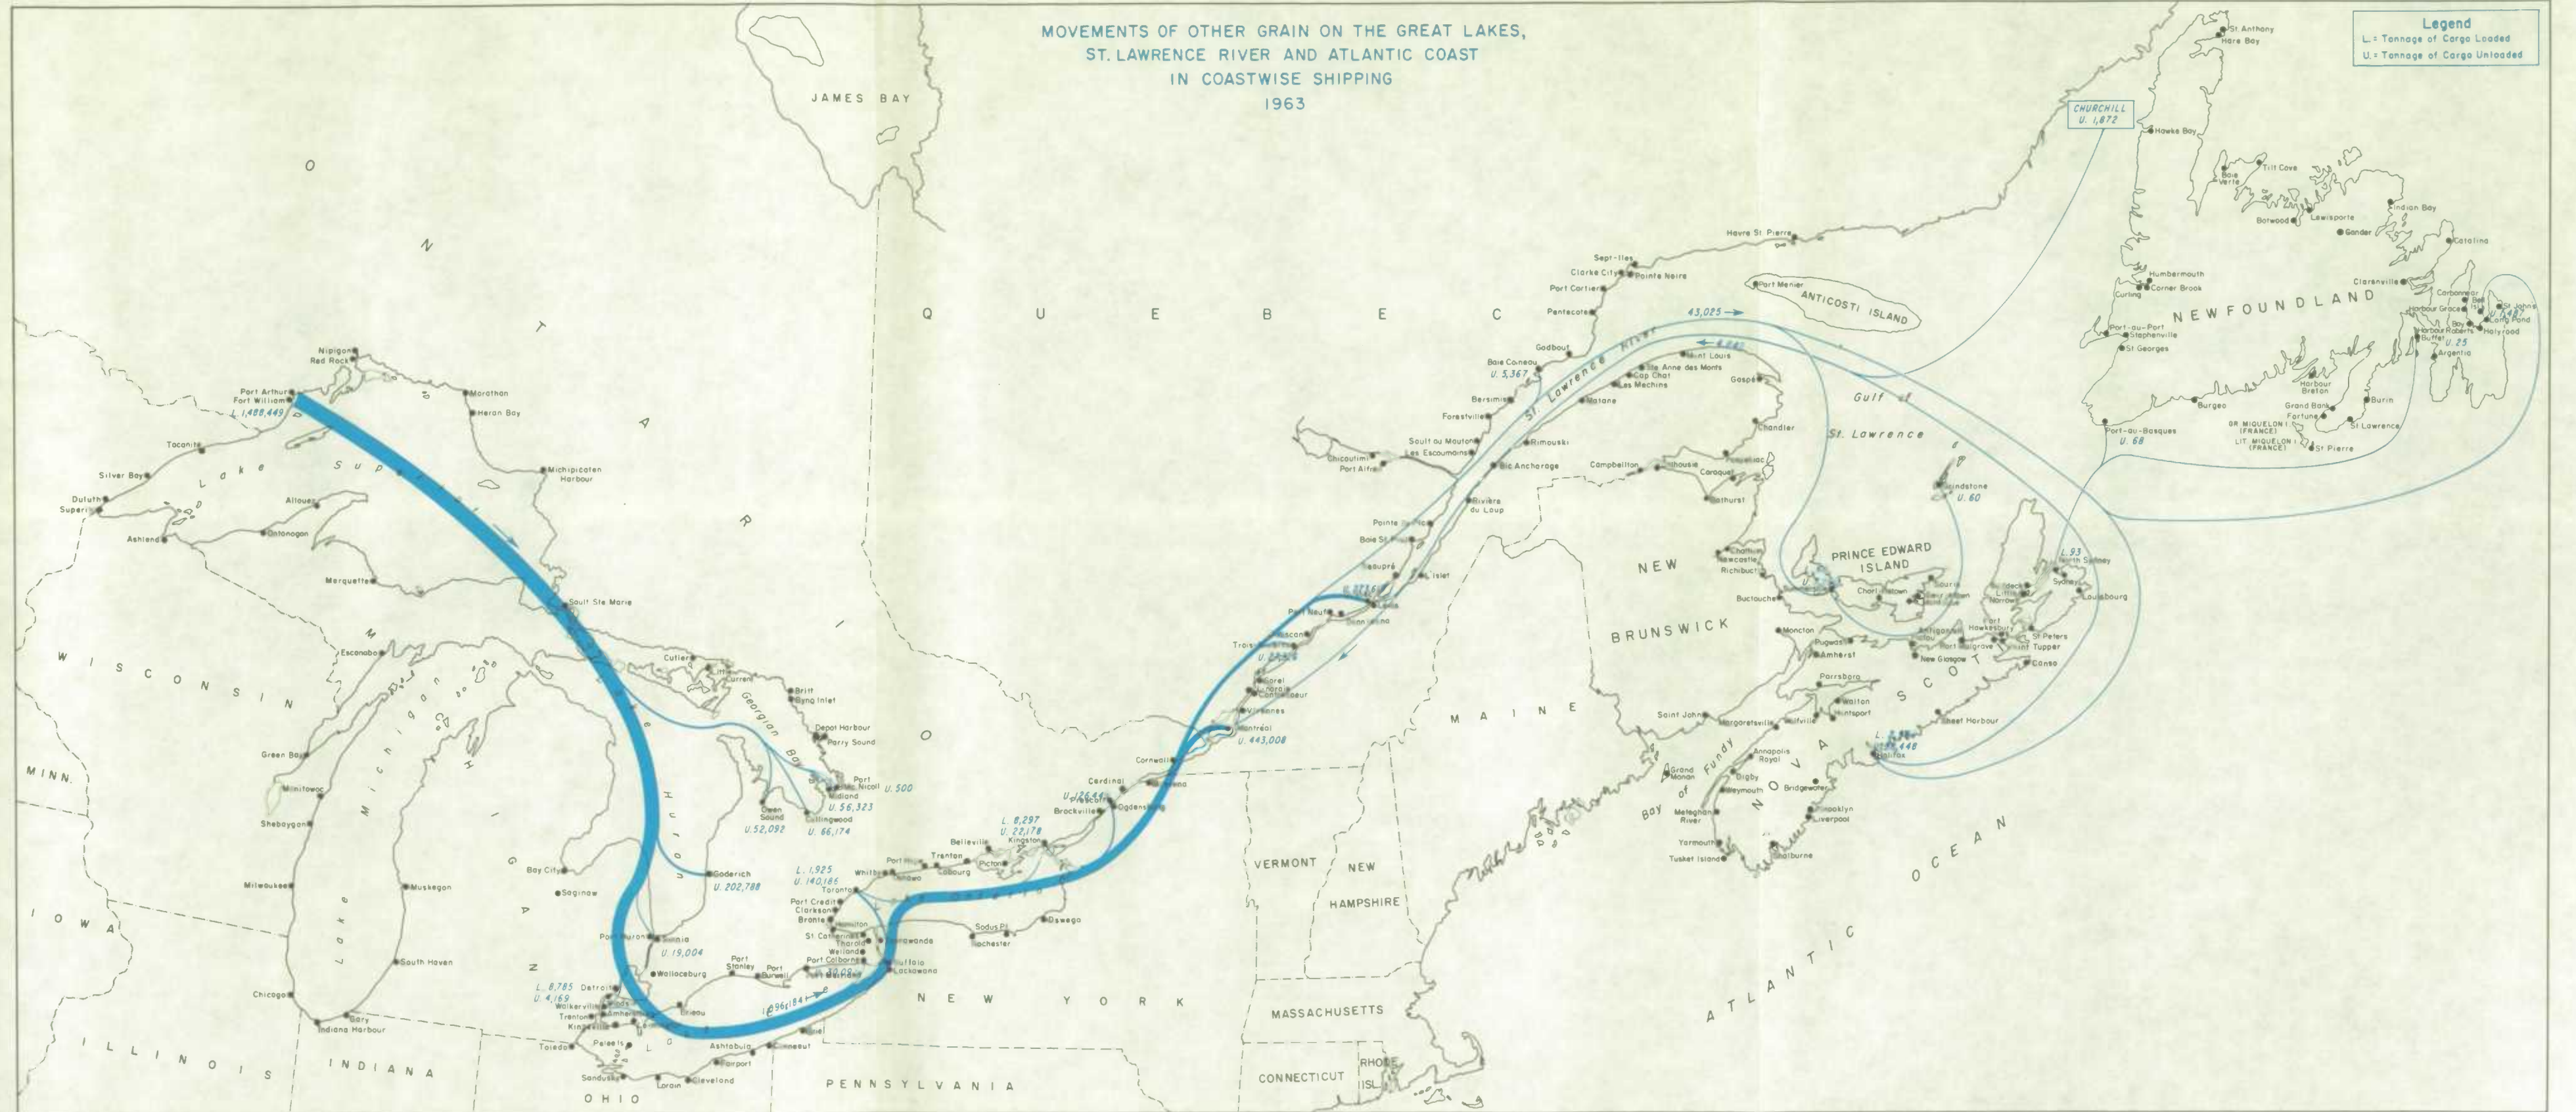 MOVEMENTS OF OTHER GRAIN ON THE GREAT LAKES,
ST. LAWRENCE RIVER AND ATLANTIC COAST
IN COASTWISE SHIPPING
1963
Legend
L.= Tonnage of Cargo Loaded
U.= Tonnage of Cargo Unloaded
JAMES BAY
ONTARIO
QUEBEC
CHURCHILL
U. 1,872
St. Anthony
Hare Bay
Hawke Bay
Baie Verte
Tilt Cove
Botwood
Lewisporte
Indian Bay
Gander
Catalina
Clarenville
Humbermouth
Curling
Corner Brook
NEWFOUNDLAND
Carbonear
Bell Isl.
St. John's
Harbour Grace
Long Pond
Holyrood
Harbour Buffet
U. 25
Argentia
Port-au-Port
Stephenville
St Georges
Harbour Breton
Burgeo
Grand Bank
Fortune
Burin
St Lawrence
GR. MIQUELON I. (FRANCE)
LIT. MIQUELON I. (FRANCE)
St Pierre
Port-au-Basques
U. 68
Havre St. Pierre
Sept-Iles
Clarke City
Pointe Noire
Port Cartier
Pentecote
Port Menier
ANTICOSTI ISLAND
43,025
Godbout
Baie Comeau
U. 5,367
St. Lawrence River
Mont Louis
Ste Anne des Monts
Cap Chat
Les Mechins
Matane
Gaspé
Gulf of
St. Lawrence
Bersimis
Forestville
Chandler
Rimouski
Sault au Mouton
Les Escoumains
Chicoutimi
Port Alfred
Bic Anchorage
Campbellton
Dalhousie
Caraquet
Bathurst
Grindstone
U. 60
Rivière du Loup
Baie St Paul
Beaupré
L'Islet
Chatham
Newcastle
Richibucto
Buctouche
PRINCE EDWARD
ISLAND
Souris
Charlottetown
L. 93
North Sydney
Sydney
Louisbourg
Baddeck
Little Narrows
St Peters
Port Hawkesbury
Point Tupper
Canso
Antigonish
Port Mulgrave
New Glasgow
Moncton
Pugwash
Amherst
NEW
BRUNSWICK
NOVA SCOTIA
Parrsboro
Walton
Hantsport
Wolfville
Margaretsville
Saint John
Sheet Harbour
Halifax
Grand Manan
Bay of Fundy
Annapolis Royal
Digby
Weymouth
Bridgewater
Brooklyn
Liverpool
Meteghan River
Yarmouth
Tusket Island
Shelburne
ATLANTIC OCEAN
MAINE
Port Neuf
Donnacona
Sorel
Contrecoeur
Varennes
Montréal
U. 443,008
Cornwall
Cardinal
Prescott
Brockville
Ogdensburg
L. 8,297
U. 22,178
Kingston
Belleville
Trenton
Picton
Cobourg
Whitby
Oshawa
L. 1,925
U. 140,186
Toronto
Port Credit
Clarkson
Bronte
Hamilton
St. Catharines
Thorold
Welland
Port Colborne
Tonawanda
Buffalo
Lackawana
Sodus Pt.
Rochester
Oswego
Nipigon
Red Rock
Port Arthur
Fort William
L. 1,488,449
Marathon
Heron Bay
Taconite
Silver Bay
Duluth
Superior
Lake Superior
Michipicoten
Harbour
Allouez
Ontonagon
Ashland
Marquette
Sault Ste Marie
Escanaba
Cutler
Little Current
Britt
Byng Inlet
Georgian Bay
Depot Harbour
Parry Sound
Port McNicoll U. 500
Midland
U. 56,323
Collingwood
U. 66,174
Owen Sound
U. 52,092
WISCONSIN
MICHIGAN
Lake Michigan
Green Bay
Manitowoc
Sheboygan
Milwaukee
Muskegon
South Haven
Chicago
Gary
Indiana Harbour
MINN.
IOWA
ILLINOIS
INDIANA
OHIO
Bay City
Saginaw
Goderich
U. 202,788
Port Huron
Sarnia
U. 19,004
Wallaceburg
L. 8,785
U. 4,169
Detroit
Walkerville
Amherstburg
Trenton
Kingsville
Toledo
Pelee Is
Sandusky
Lorain
Cleveland
Fairport
Ashtabula
Conneaut
Erie
Erieau
Port Stanley
Port Burwell
PENNSYLVANIA
NEW YORK
VERMONT
NEW
HAMPSHIRE
MASSACHUSETTS
CONNECTICUT
RHODE
ISL.